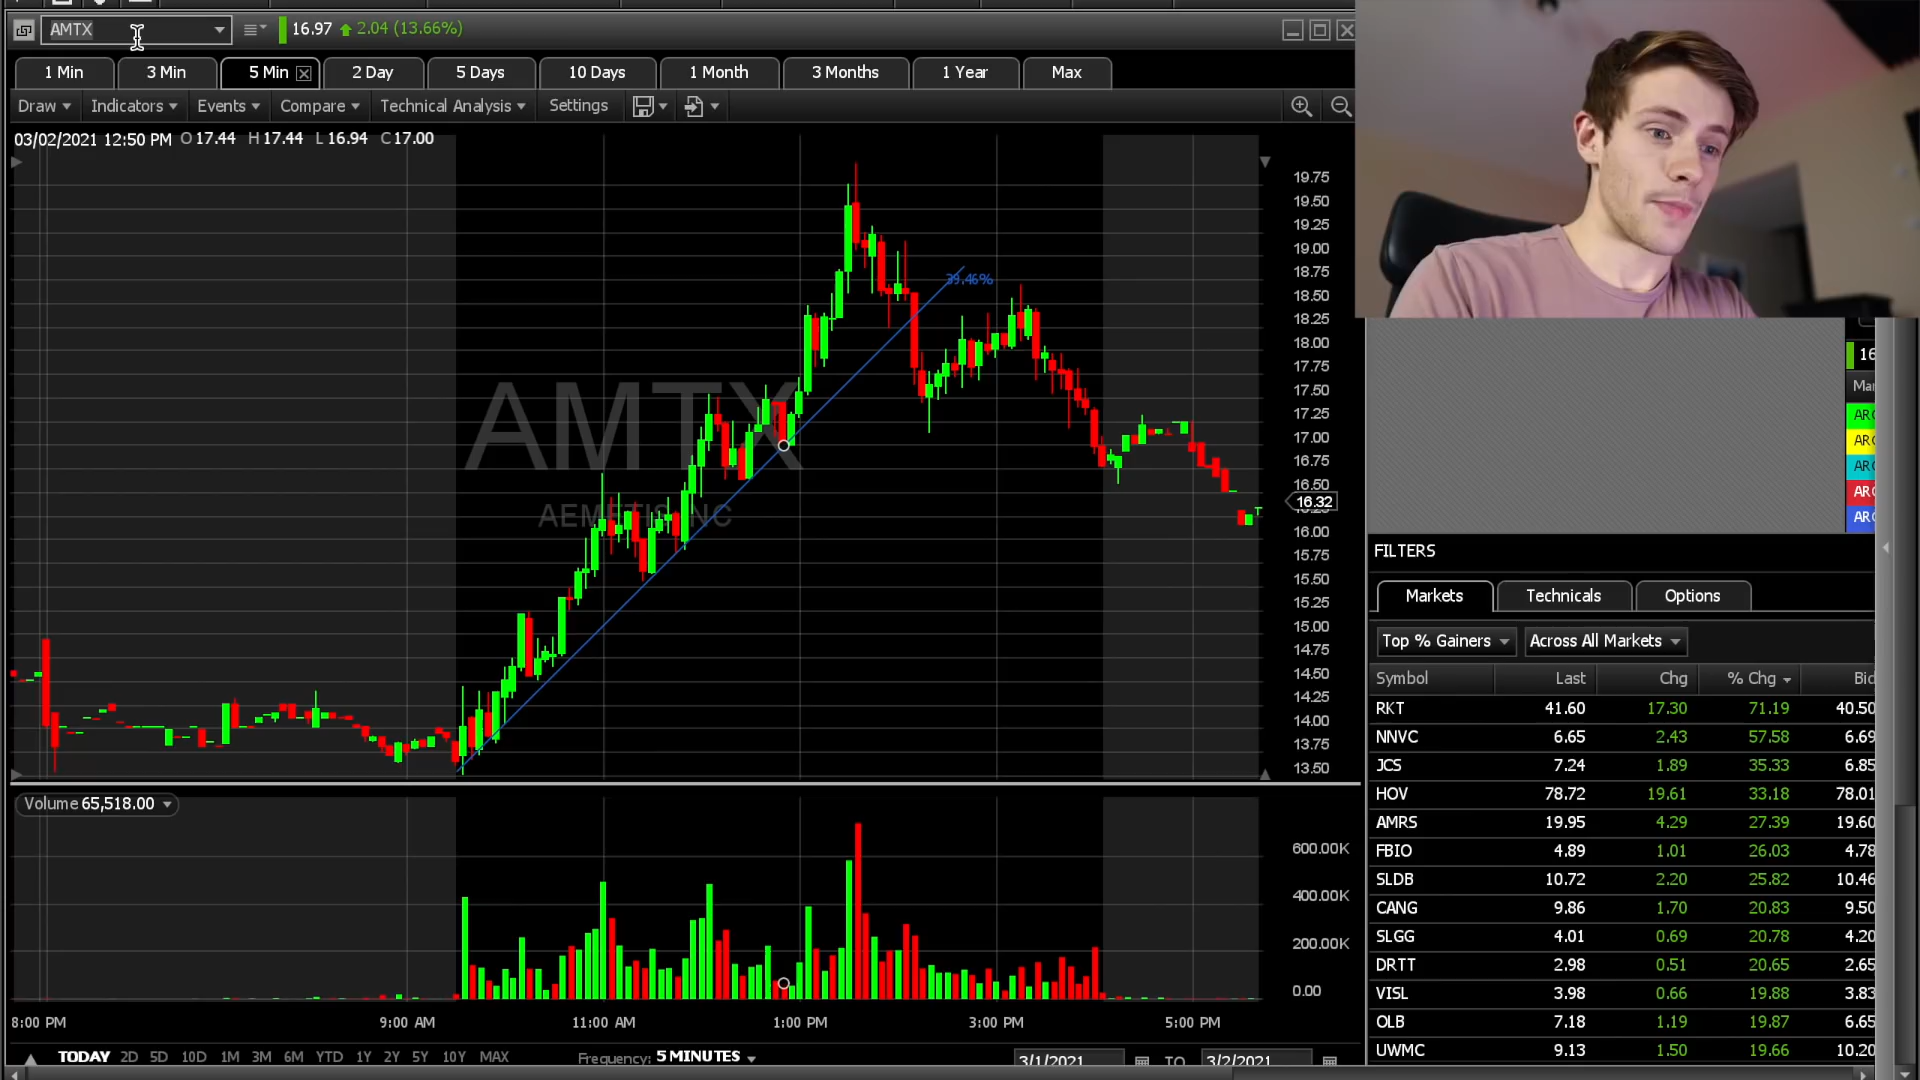 AMTX 16.97 2.04 (13.66%)
1 Min 3 Min 5 Min 2 Day 5 Days 10 Days 1 Month 3 Months 1 Year Max
Draw Indicators Events Compare Technical Analysis Settings
03/02/2021 12:50 PM O 17.44 H 17.44 L 16.94 C 17.00
19.75
19.50
19.25
19.00
18.75
18.50
18.25
18.00
17.75
17.50
17.25
17.00
16.75
16.50
16.32
16.00
15.75
15.50
15.25
15.00
14.75
14.50
14.25
14.00
13.75
13.50
39.46%
AMTX
AEMETIS INC
Volume 65,518.00
600.00K
400.00K
200.00K
0.00
8:00 PM 9:00 AM 11:00 AM 1:00 PM 3:00 PM 5:00 PM
TODAY 2D 5D 10D 1M 3M 6M YTD 1Y 2Y 5Y 10Y MAX Frequency: 5 MINUTES 3/1/2021 TO 3/2/2021
16
Mar
ARC
ARC
ARC
ARC
ARC
FILTERS
Markets Technicals Options
Top % Gainers Across All Markets
Symbol Last Chg % Chg Bid
RKT 41.60 17.30 71.19 40.50
NNVC 6.65 2.43 57.58 6.69
JCS 7.24 1.89 35.33 6.85
HOV 78.72 19.61 33.18 78.01
AMRS 19.95 4.29 27.39 19.60
FBIO 4.89 1.01 26.03 4.78
SLDB 10.72 2.20 25.82 10.46
CANG 9.86 1.70 20.83 9.50
SLGG 4.01 0.69 20.78 4.20
DRTT 2.98 0.51 20.65 2.65
VISL 3.98 0.66 19.88 3.83
OLB 7.18 1.19 19.87 6.65
UWMC 9.13 1.50 19.66 10.20